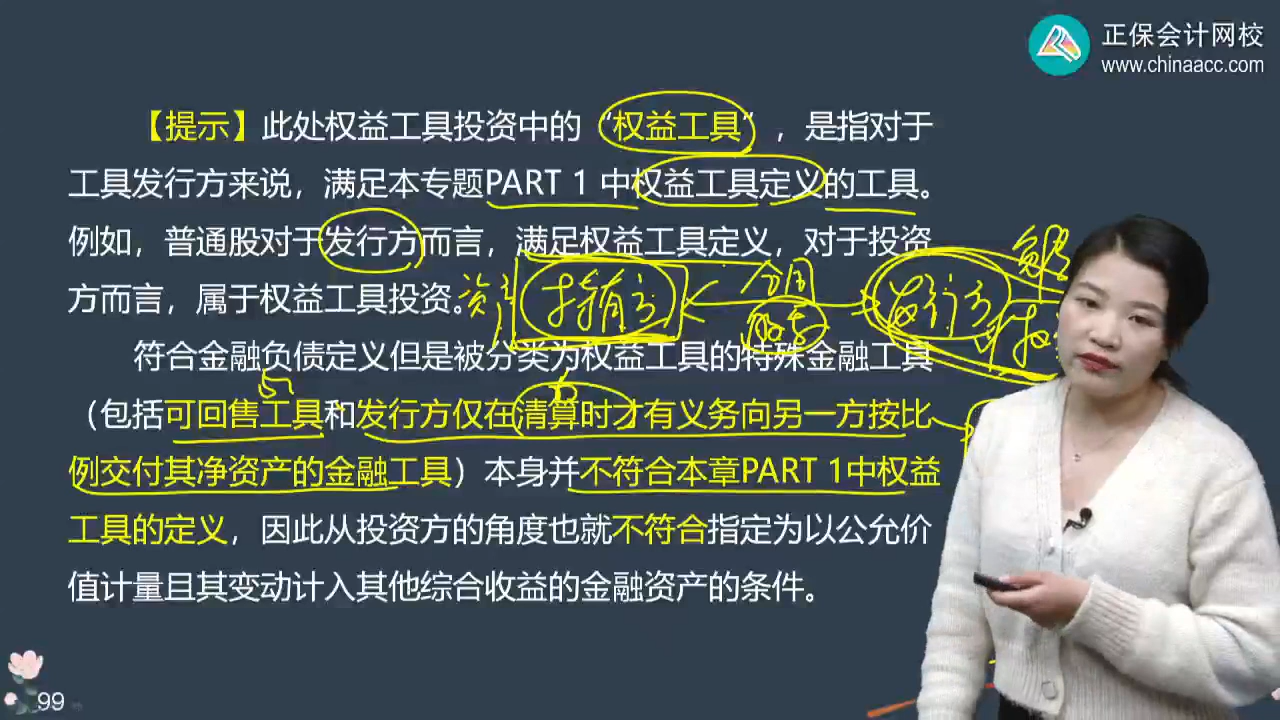 正保会计网校
www.chinaacc.com
【提示】此处权益工具投资中的“权益工具”，是指对于
工具发行方来说，满足本专题PART 1 中权益工具定义的工具。
例如，普通股对于发行方而言，满足权益工具定义，对于投资
方而言，属于权益工具投资。
持有方
合同
发行方
符合金融负债定义但是被分类为权益工具的特殊金融工具
（包括可回售工具和发行方仅在清算时才有义务向另一方按比
例交付其净资产的金融工具）本身并不符合本章PART 1中权益
工具的定义，因此从投资方的角度也就不符合指定为以公允价
值计量且其变动计入其他综合收益的金融资产的条件。
99